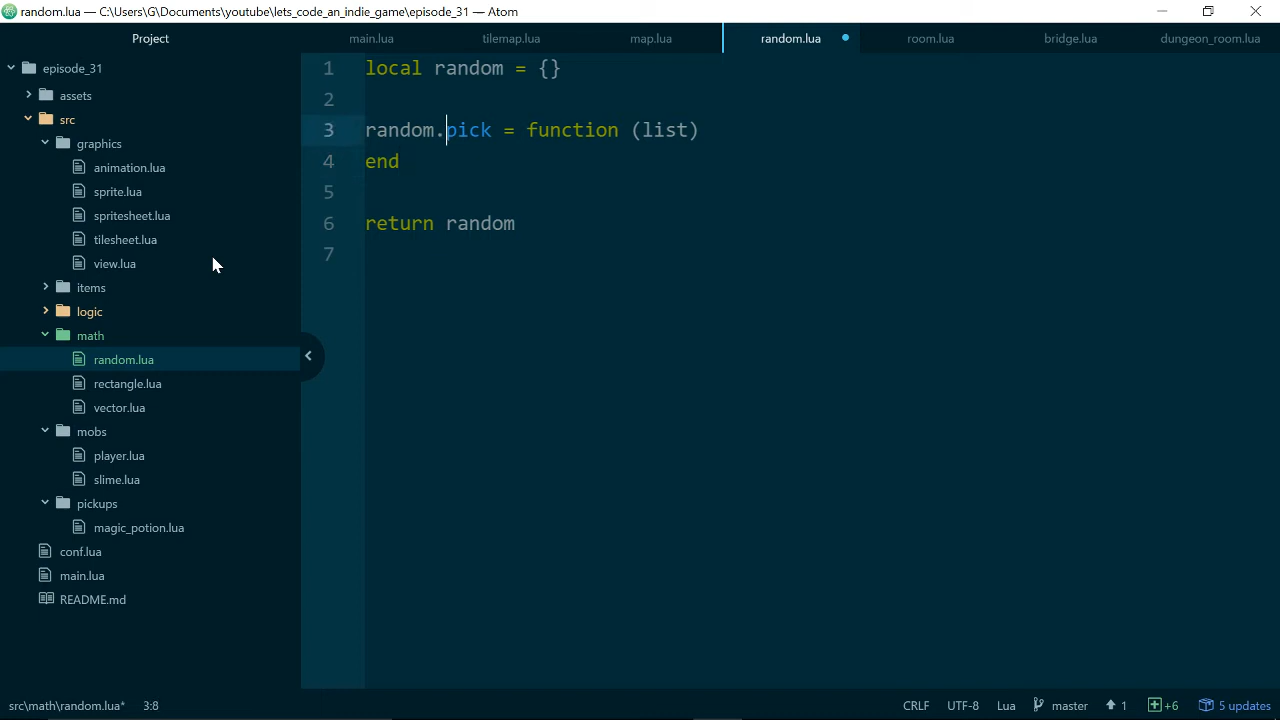 random.lua — C:\Users\G\Documents\youtube\lets_code_an_indie_game\episode_31 — Atom
Project
main.lua
tilemap.lua
map.lua
random.lua
room.lua
bridge.lua
dungeon_room.lua
episode_31
assets
src
graphics
animation.lua
sprite.lua
spritesheet.lua
tilesheet.lua
view.lua
items
logic
math
random.lua
rectangle.lua
vector.lua
mobs
player.lua
slime.lua
pickups
magic_potion.lua
conf.lua
main.lua
README.md
1 local random = {}
2
3 random.pick = function (list)
4 end
5
6 return random
7
src\math\random.lua* 3:8
CRLF UTF-8 Lua master 1 +6 5 updates